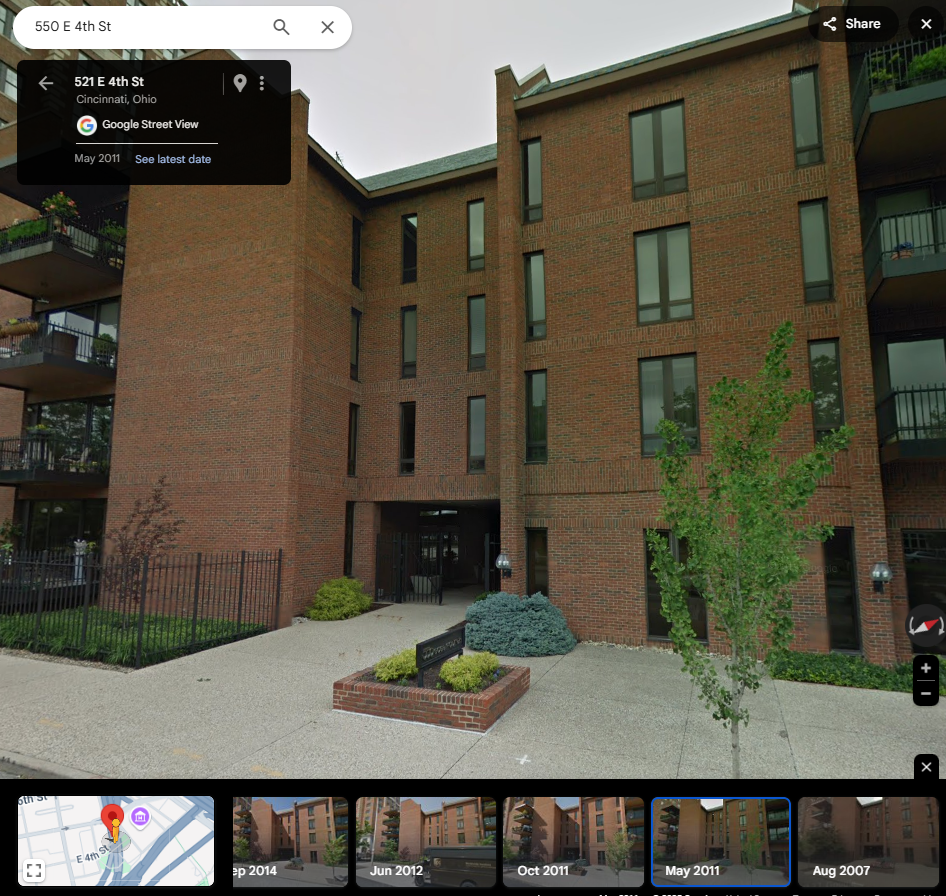 550 E 4th St
Share
521 E 4th St
Cincinnati, Ohio
Google Street View
May 2011 See latest date
E 4th St
ep 2014
Jun 2012
Oct 2011
May 2011
Aug 2007